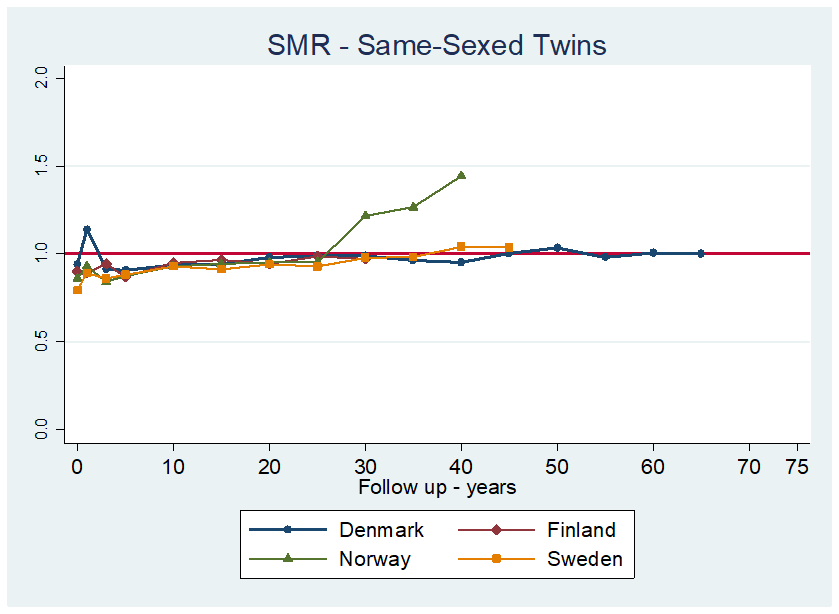 SMR - Same-Sexed Twins
2.0
1.5
1.0
0.5
0.0
0 10 20 30 40 50 60 70 75
Follow up - years
Denmark Finland
Norway Sweden